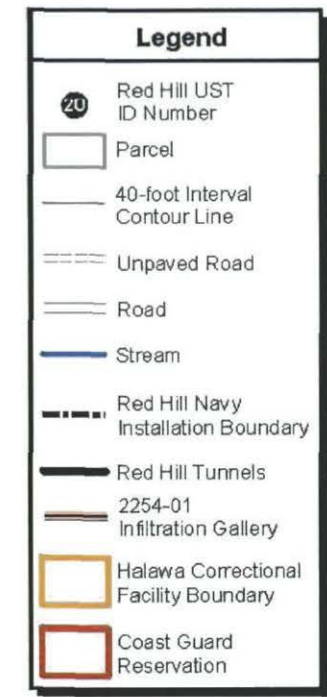 Legend
20
Red Hill UST
ID Number
Parcel
40-foot Interval
Contour Line
Unpaved Road
Road
Stream
Red Hill Navy
Installation Boundary
Red Hill Tunnels
2254-01
Infiltration Gallery
Halawa Correctional
Facility Boundary
Coast Guard
Reservation